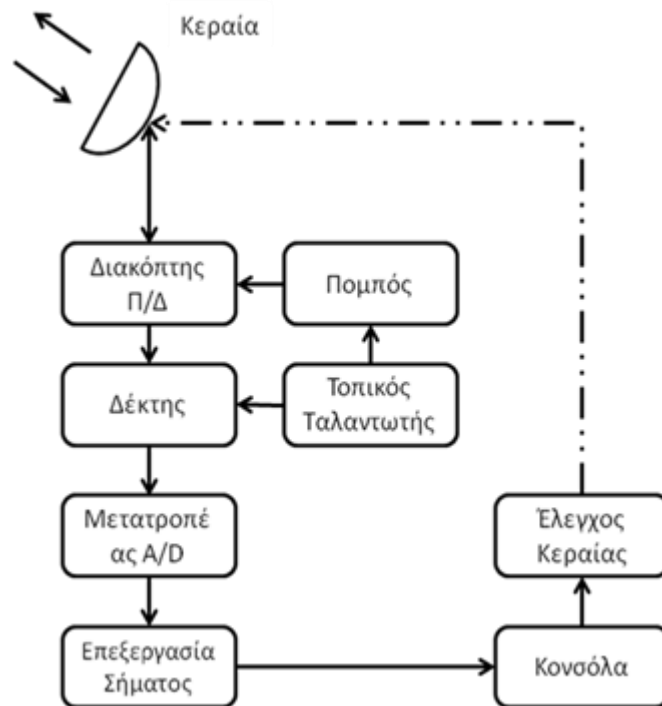 Κεραία
Διακόπτης
Π/Δ
Πομπός
Δέκτης
Τοπικός
Ταλαντωτής
Μετατροπέ
ας A/D
Έλεγχος
Κεραίας
Επεξεργασία
Σήματος
Κονσόλα